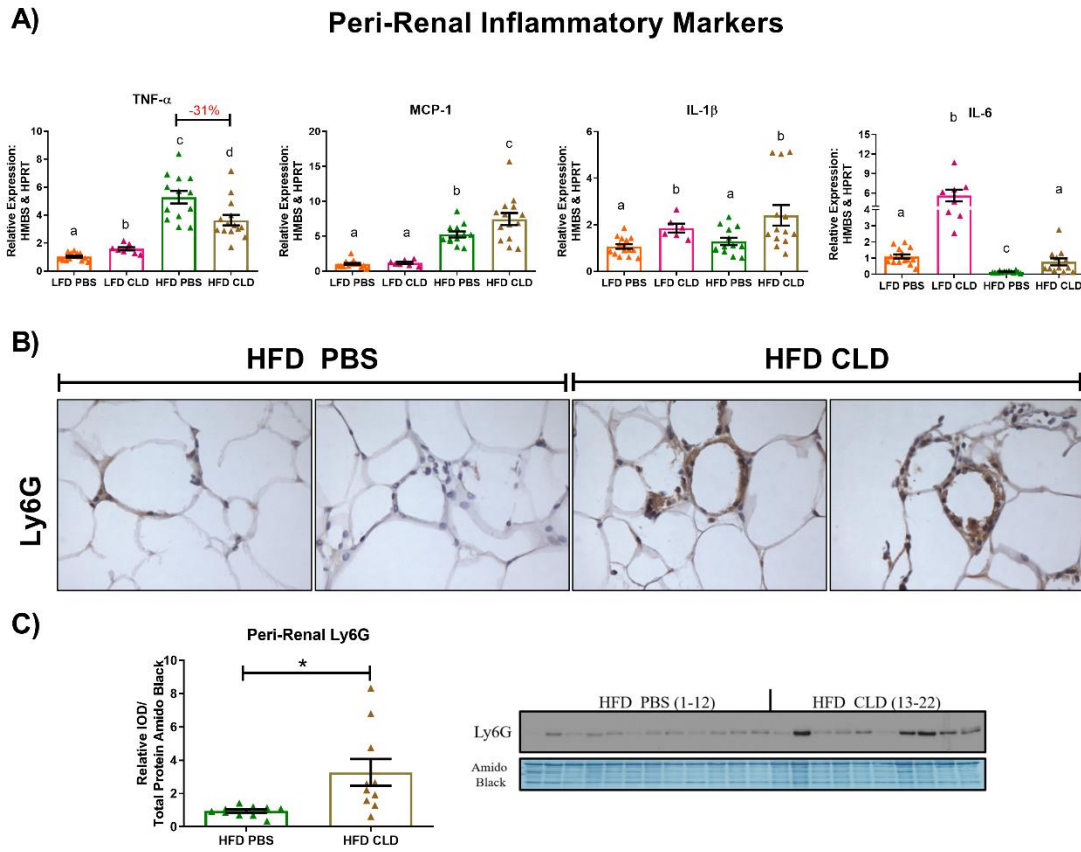 A)
Peri-Renal Inflammatory Markers
TNF-α
-31%
Relative Expression:
HMBS & HPRT
10
8
6
4
2
0
a
b
c
d
LFD PBS
LFD CLD
HFD PBS
HFD CLD
MCP-1
Relative Expression:
HMBS & HPRT
20
15
10
5
0
a
a
b
c
LFD PBS
LFD CLD
HFD PBS
HFD CLD
IL-1β
Relative Expression:
HMBS & HPRT
6
4
2
0
a
b
a
b
LFD PBS
LFD CLD
HFD PBS
HFD CLD
IL-6
Relative Expression:
HMBS & HPRT
15
12
9
6
3
4
3
2
1
0
a
b
c
a
LFD PBS
LFD CLD
HFD PBS
HFD CLD
B)
HFD PBS
HFD CLD
Ly6G
C)
Peri-Renal Ly6G
Relative IOD/
Total Protein Amido Black
10
8
6
4
2
0
*
HFD PBS
HFD CLD
HFD PBS (1-12)
HFD CLD (13-22)
Ly6G
Amido
Black